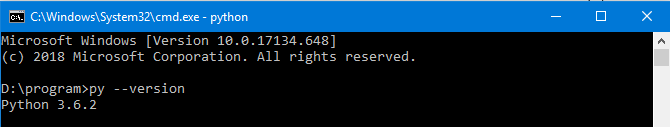 C:\Windows\System32\cmd.exe - python
Microsoft Windows [Version 10.0.17134.648]
(c) 2018 Microsoft Corporation. All rights reserved.
D:\program>py --version
Python 3.6.2